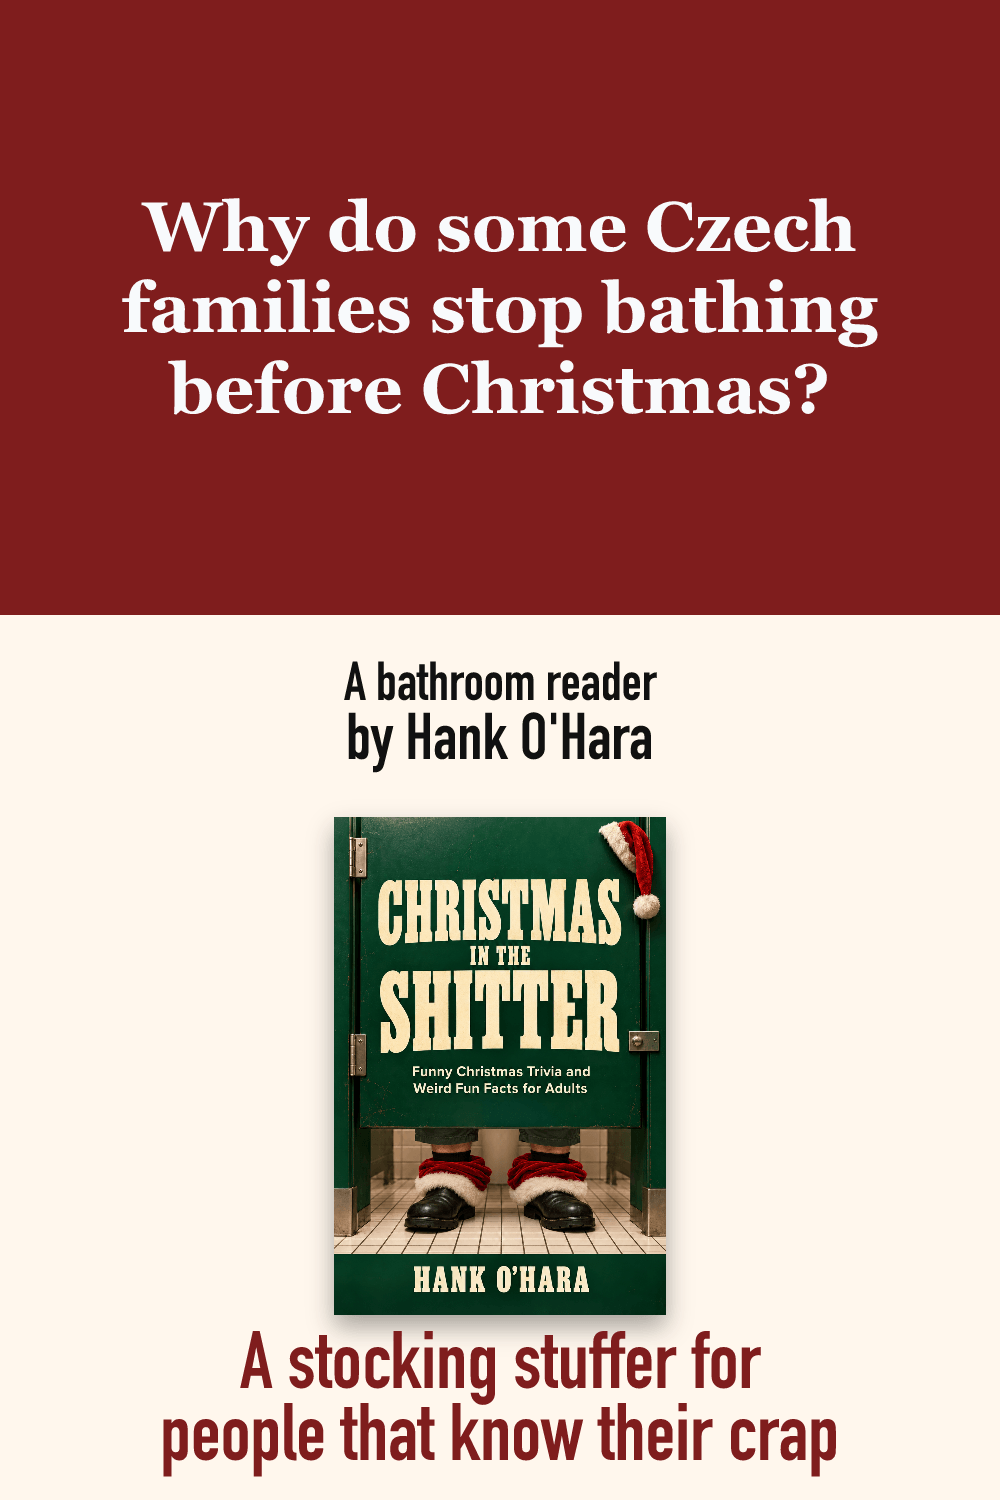 Why do some Czech
families stop bathing
before Christmas?
A bathroom reader
by Hank O'Hara
CHRISTMAS
IN THE
SHITTER
Funny Christmas Trivia and
Weird Fun Facts for Adults
HANK O'HARA
A stocking stuffer for
people that know their crap